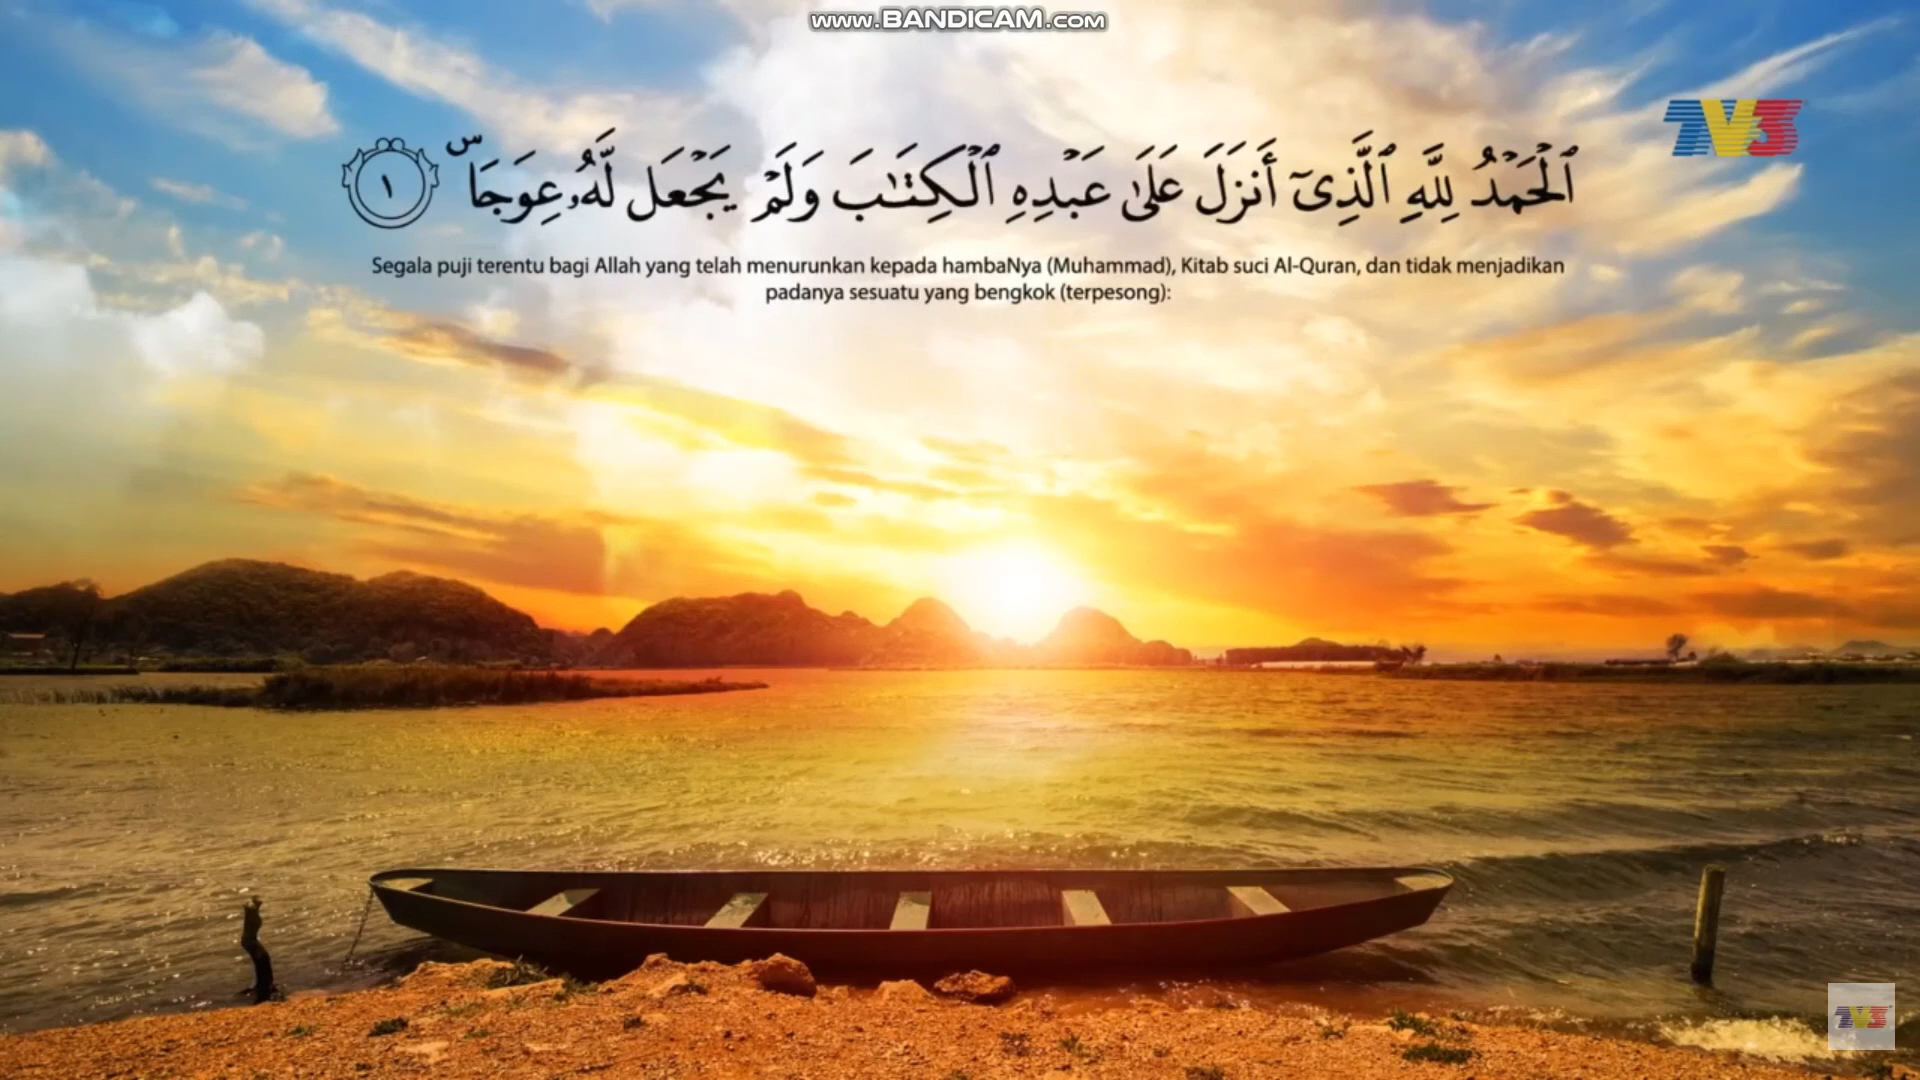 www.BANDICAM.com
TV3
ٱلْحَمْدُ لِلَّهِ ٱلَّذِىٓ أَنزَلَ عَلَىٰ عَبْدِهِ ٱلْكِتَـٰبَ وَلَمْ يَجْعَل لَّهُۥ عِوَجَاۜ ١
Segala puji terentu bagi Allah yang telah menurunkan kepada hambaNya (Muhammad), Kitab suci Al-Quran, dan tidak menjadikan
padanya sesuatu yang bengkok (terpesong):
TV3